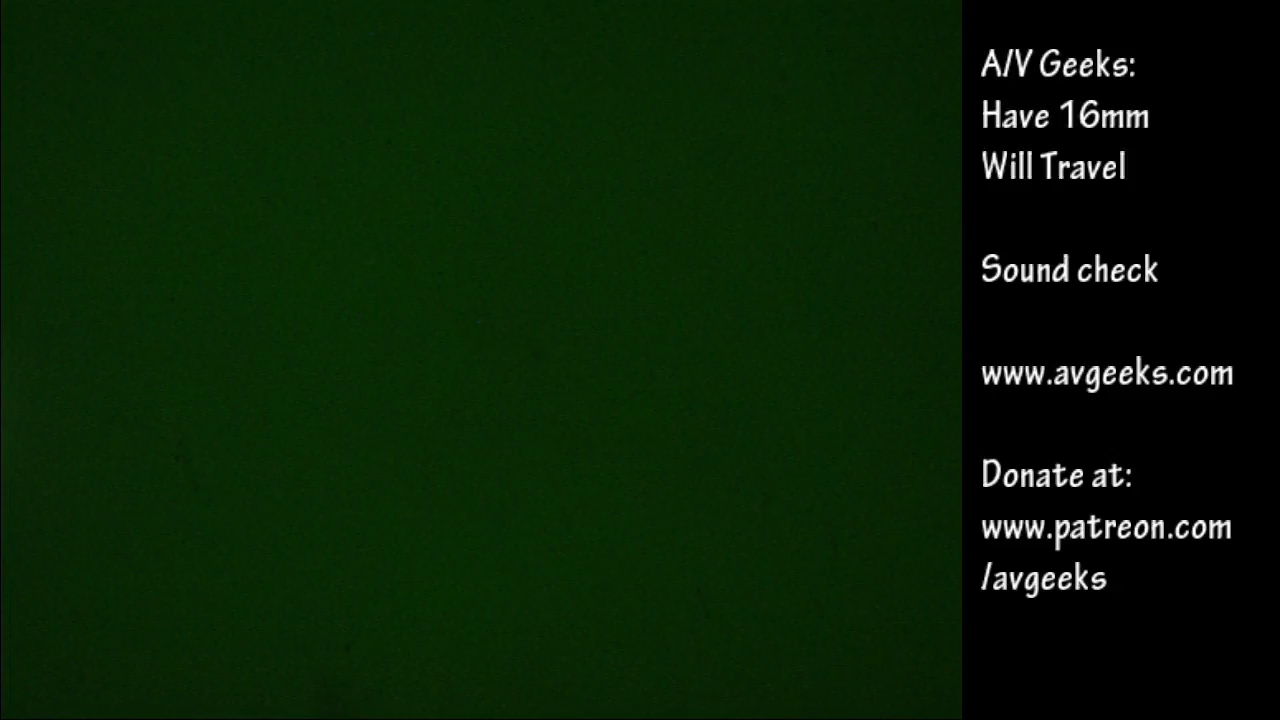 A/V Geeks:
Have 16mm
Will Travel
Sound check
www.avgeeks.com
Donate at:
www.patreon.com
/avgeeks